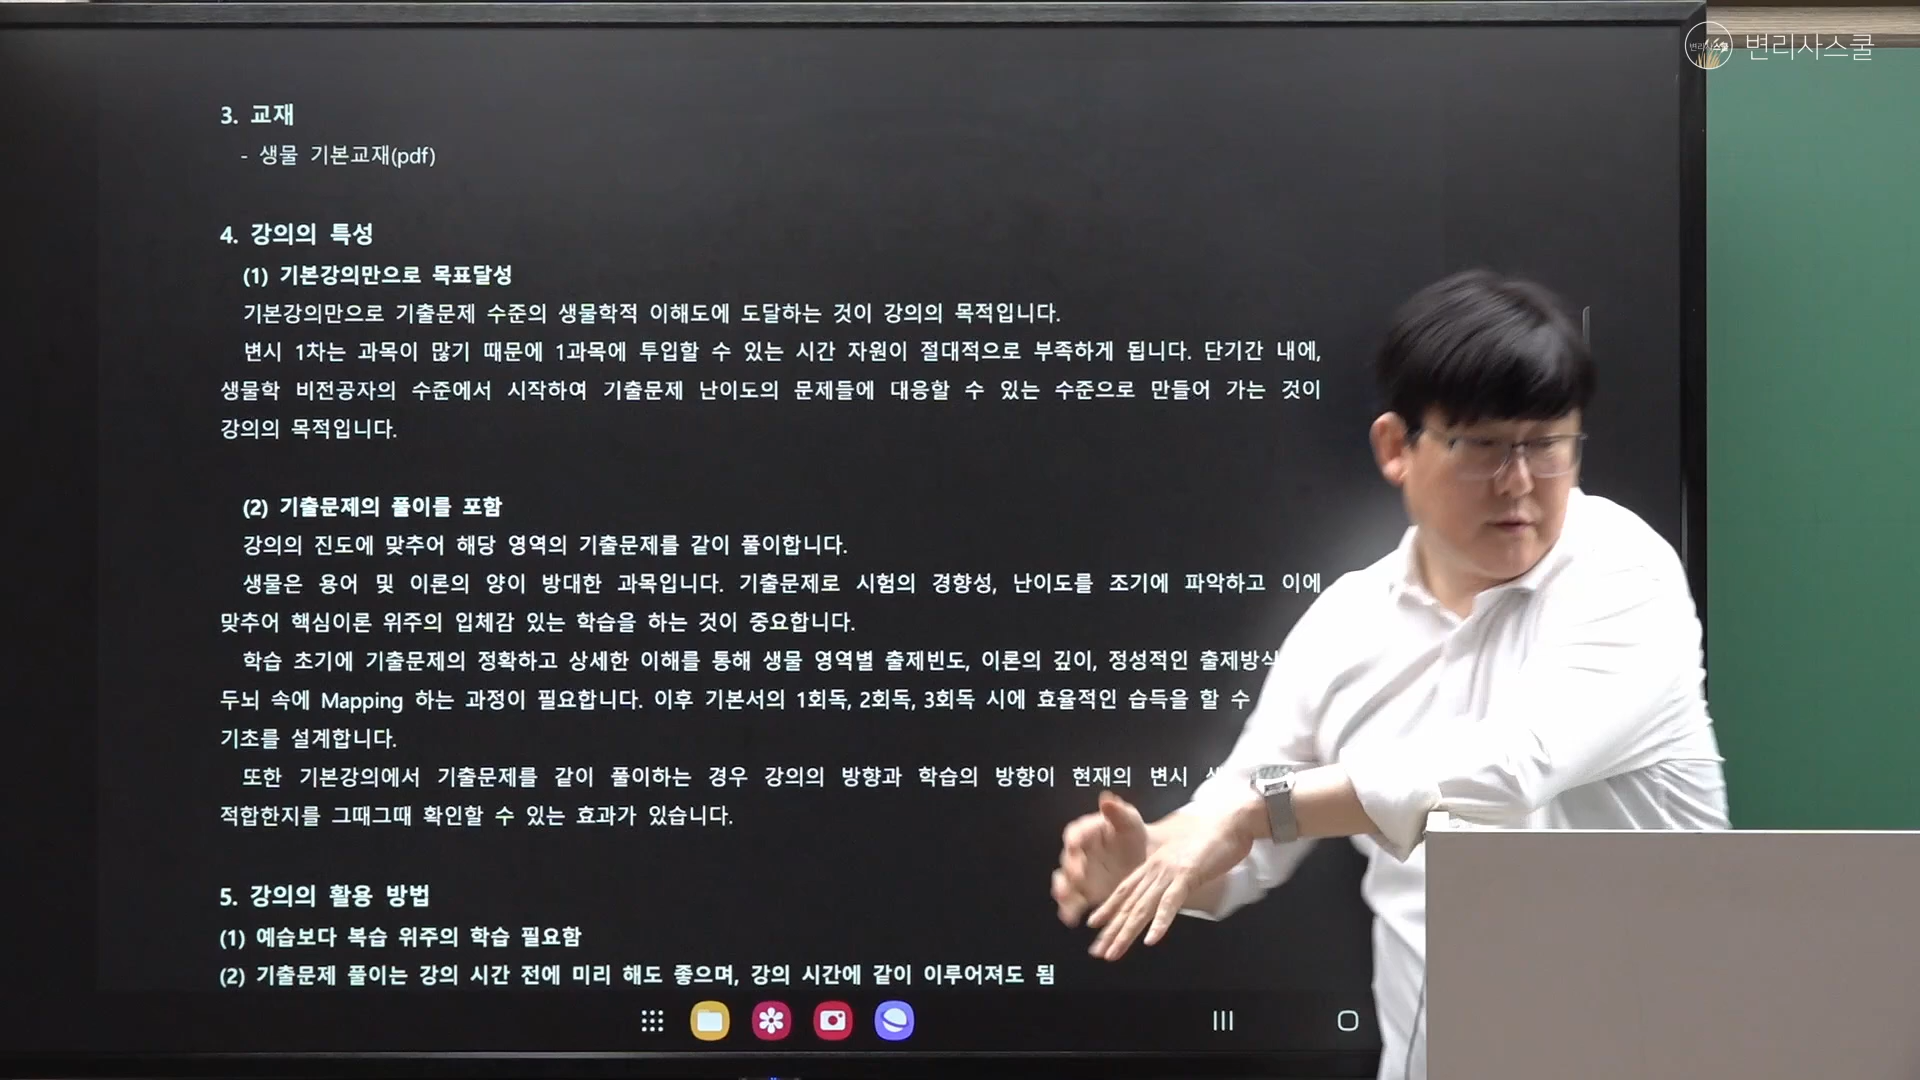 변리사스쿨
변리사스쿨
3. 교재
- 생물 기본교재(pdf)
4. 강의의 특성
(1) 기본강의만으로 목표달성
기본강의만으로 기출문제 수준의 생물학적 이해도에 도달하는 것이 강의의 목적입니다.
변시 1차는 과목이 많기 때문에 1과목에 투입할 수 있는 시간 자원이 절대적으로 부족하게 됩니다. 단기간 내에,
생물학 비전공자의 수준에서 시작하여 기출문제 난이도의 문제들에 대응할 수 있는 수준으로 만들어 가는 것이
강의의 목적입니다.
(2) 기출문제의 풀이를 포함
강의의 진도에 맞추어 해당 영역의 기출문제를 같이 풀이합니다.
생물은 용어 및 이론의 양이 방대한 과목입니다. 기출문제로 시험의 경향성, 난이도를 조기에 파악하고 이에
맞추어 핵심이론 위주의 입체감 있는 학습을 하는 것이 중요합니다.
학습 초기에 기출문제의 정확하고 상세한 이해를 통해 생물 영역별 출제빈도, 이론의 깊이, 정성적인 출제방식
두뇌 속에 Mapping 하는 과정이 필요합니다. 이후 기본서의 1회독, 2회독, 3회독 시에 효율적인 습득을 할 수
기초를 설계합니다.
또한 기본강의에서 기출문제를 같이 풀이하는 경우 강의의 방향과 학습의 방향이 현재의 변시
적합한지를 그때그때 확인할 수 있는 효과가 있습니다.
5. 강의의 활용 방법
(1) 예습보다 복습 위주의 학습 필요함
(2) 기출문제 풀이는 강의 시간 전에 미리 해도 좋으며, 강의 시간에 같이 이루어져도 됨